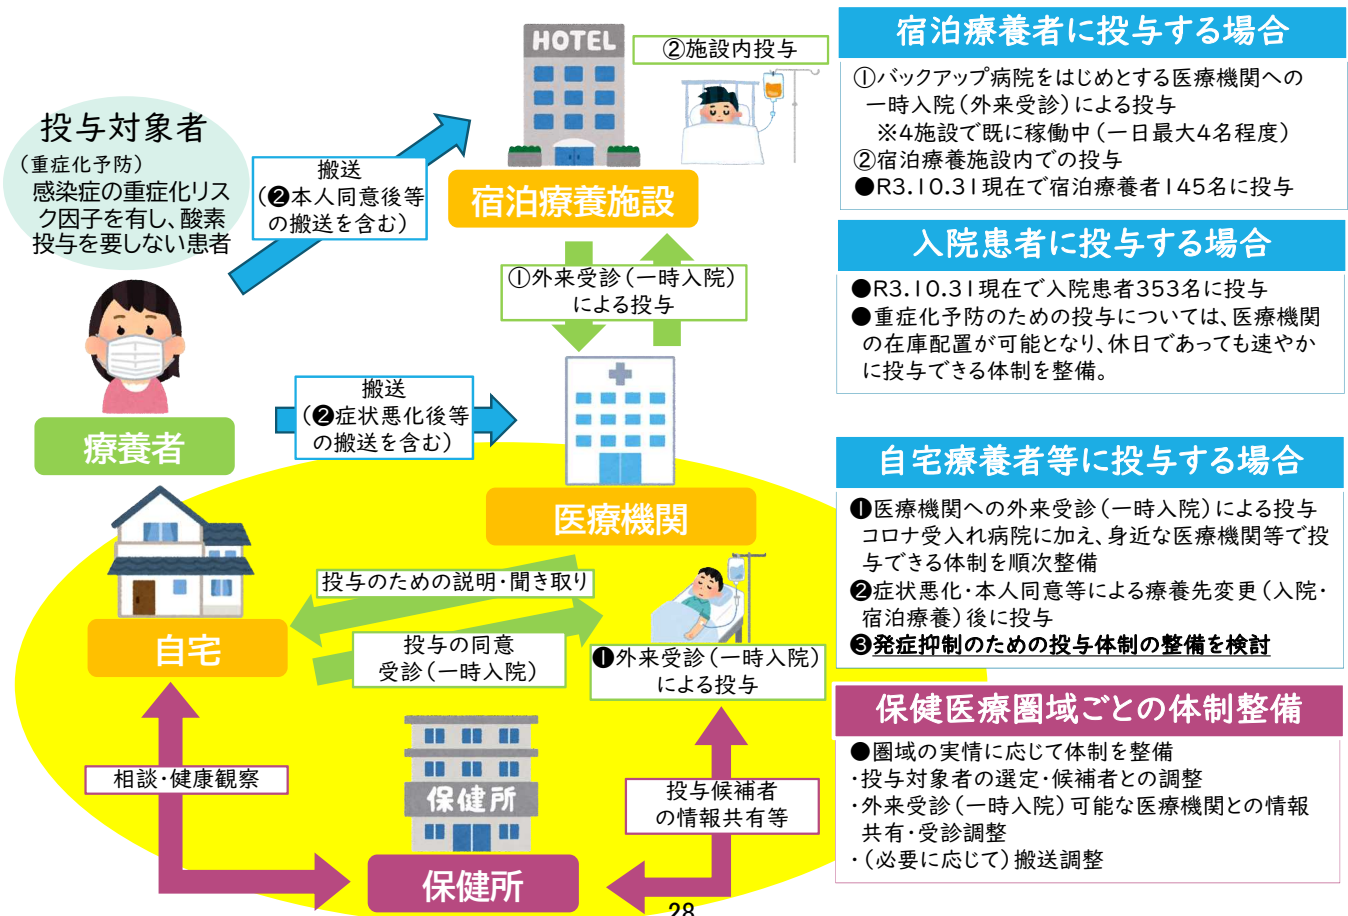 HOTEL
②施設内投与
投与対象者
(重症化予防)
感染症の重症化リス
ク因子を有し、酸素
投与を要しない患者
搬送
(❷本人同意後等
の搬送を含む)
宿泊療養施設
①外来受診(一時入院)
による投与
療養者
搬送
(❷症状悪化後等
の搬送を含む)
医療機関
投与のための説明・聞き取り
自宅
投与の同意
受診(一時入院)
❶外来受診(一時入院)
による投与
相談・健康観察
保健所
投与候補者
の情報共有等
保健所
宿泊療養者に投与する場合
①バックアップ病院をはじめとする医療機関への
一時入院(外来受診)による投与
※4施設で既に稼働中(一日最大4名程度)
②宿泊療養施設内での投与
●R3.10.31現在で宿泊療養者145名に投与
入院患者に投与する場合
●R3.10.31現在で入院患者353名に投与
●重症化予防のための投与については、医療機関
の在庫配置が可能となり、休日であっても速やか
に投与できる体制を整備。
自宅療養者等に投与する場合
❶医療機関への外来受診(一時入院)による投与
コロナ受入れ病院に加え、身近な医療機関等で投
与できる体制を順次整備
❷症状悪化・本人同意等による療養先変更(入院・
宿泊療養)後に投与
❸発症抑制のための投与体制の整備を検討
保健医療圏域ごとの体制整備
●圏域の実情に応じて体制を整備
・投与対象者の選定・候補者との調整
・外来受診(一時入院)可能な医療機関との情報
共有・受診調整
・(必要に応じて)搬送調整
28